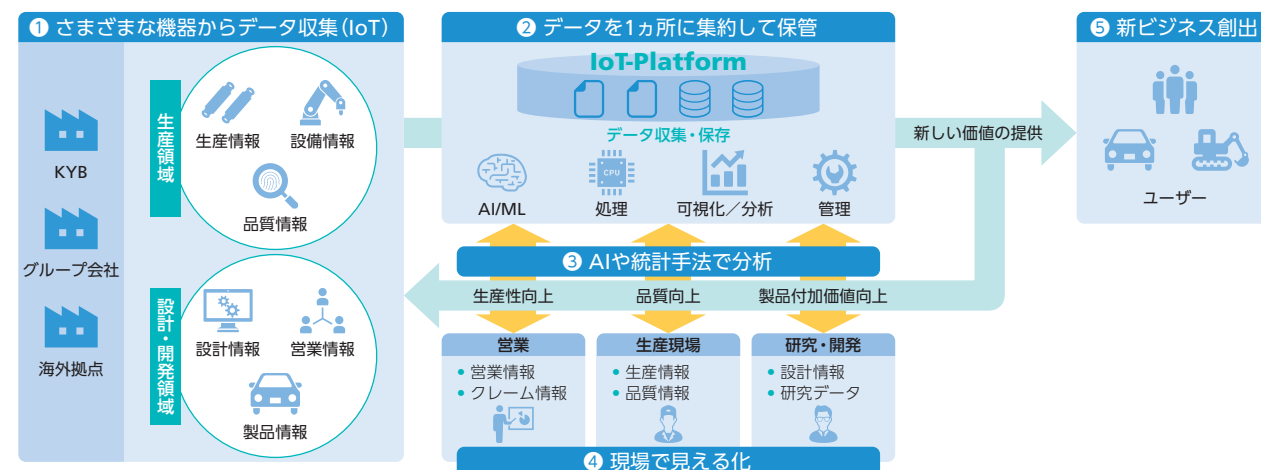 ❶ さまざまな機器からデータ収集(IoT)
KYB
グループ会社
海外拠点
生産領域
生産情報
設備情報
品質情報
設計・開発領域
設計情報
営業情報
製品情報
❷ データを1ヵ所に集約して保管
IoT-Platform
データ収集・保存
AI/ML
CPU
処理
可視化／分析
管理
❸ AIや統計手法で分析
生産性向上
品質向上
製品付加価値向上
営業
• 営業情報
• クレーム情報
生産現場
• 生産情報
• 品質情報
研究・開発
• 設計情報
• 研究データ
❹ 現場で見える化
新しい価値の提供
❺ 新ビジネス創出
ユーザー